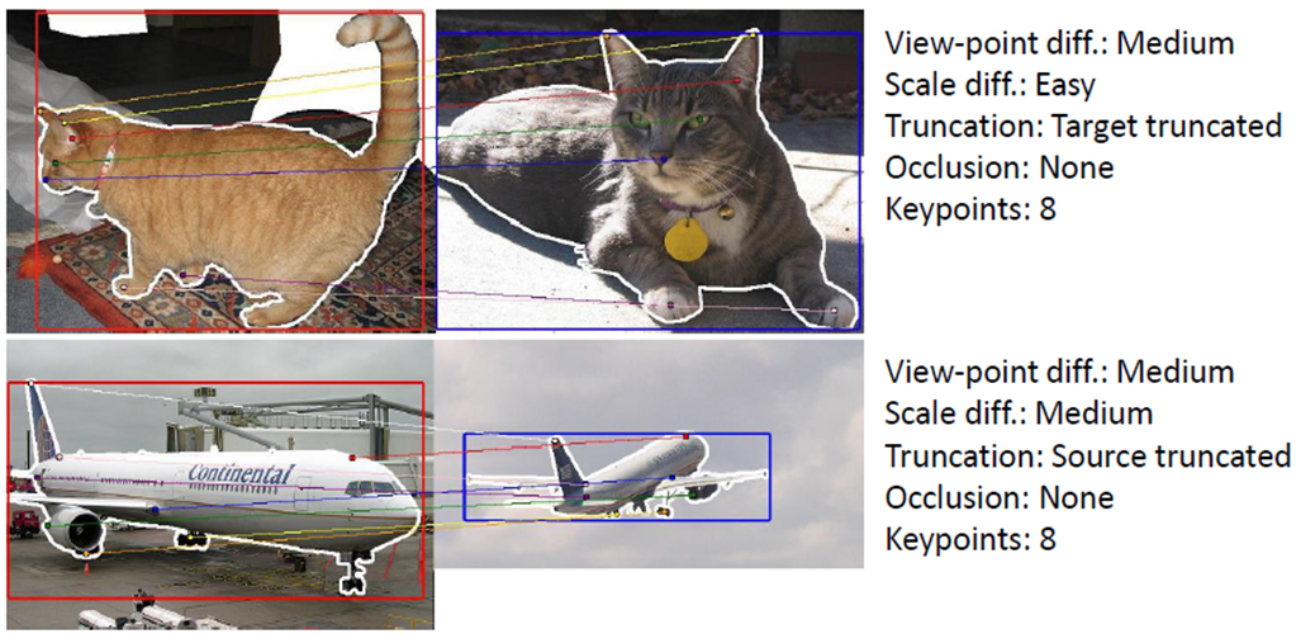 View-point diff.: Medium
Scale diff.: Easy
Truncation: Target truncated
Occlusion: None
Keypoints: 8
Continental
View-point diff.: Medium
Scale diff.: Medium
Truncation: Source truncated
Occlusion: None
Keypoints: 8